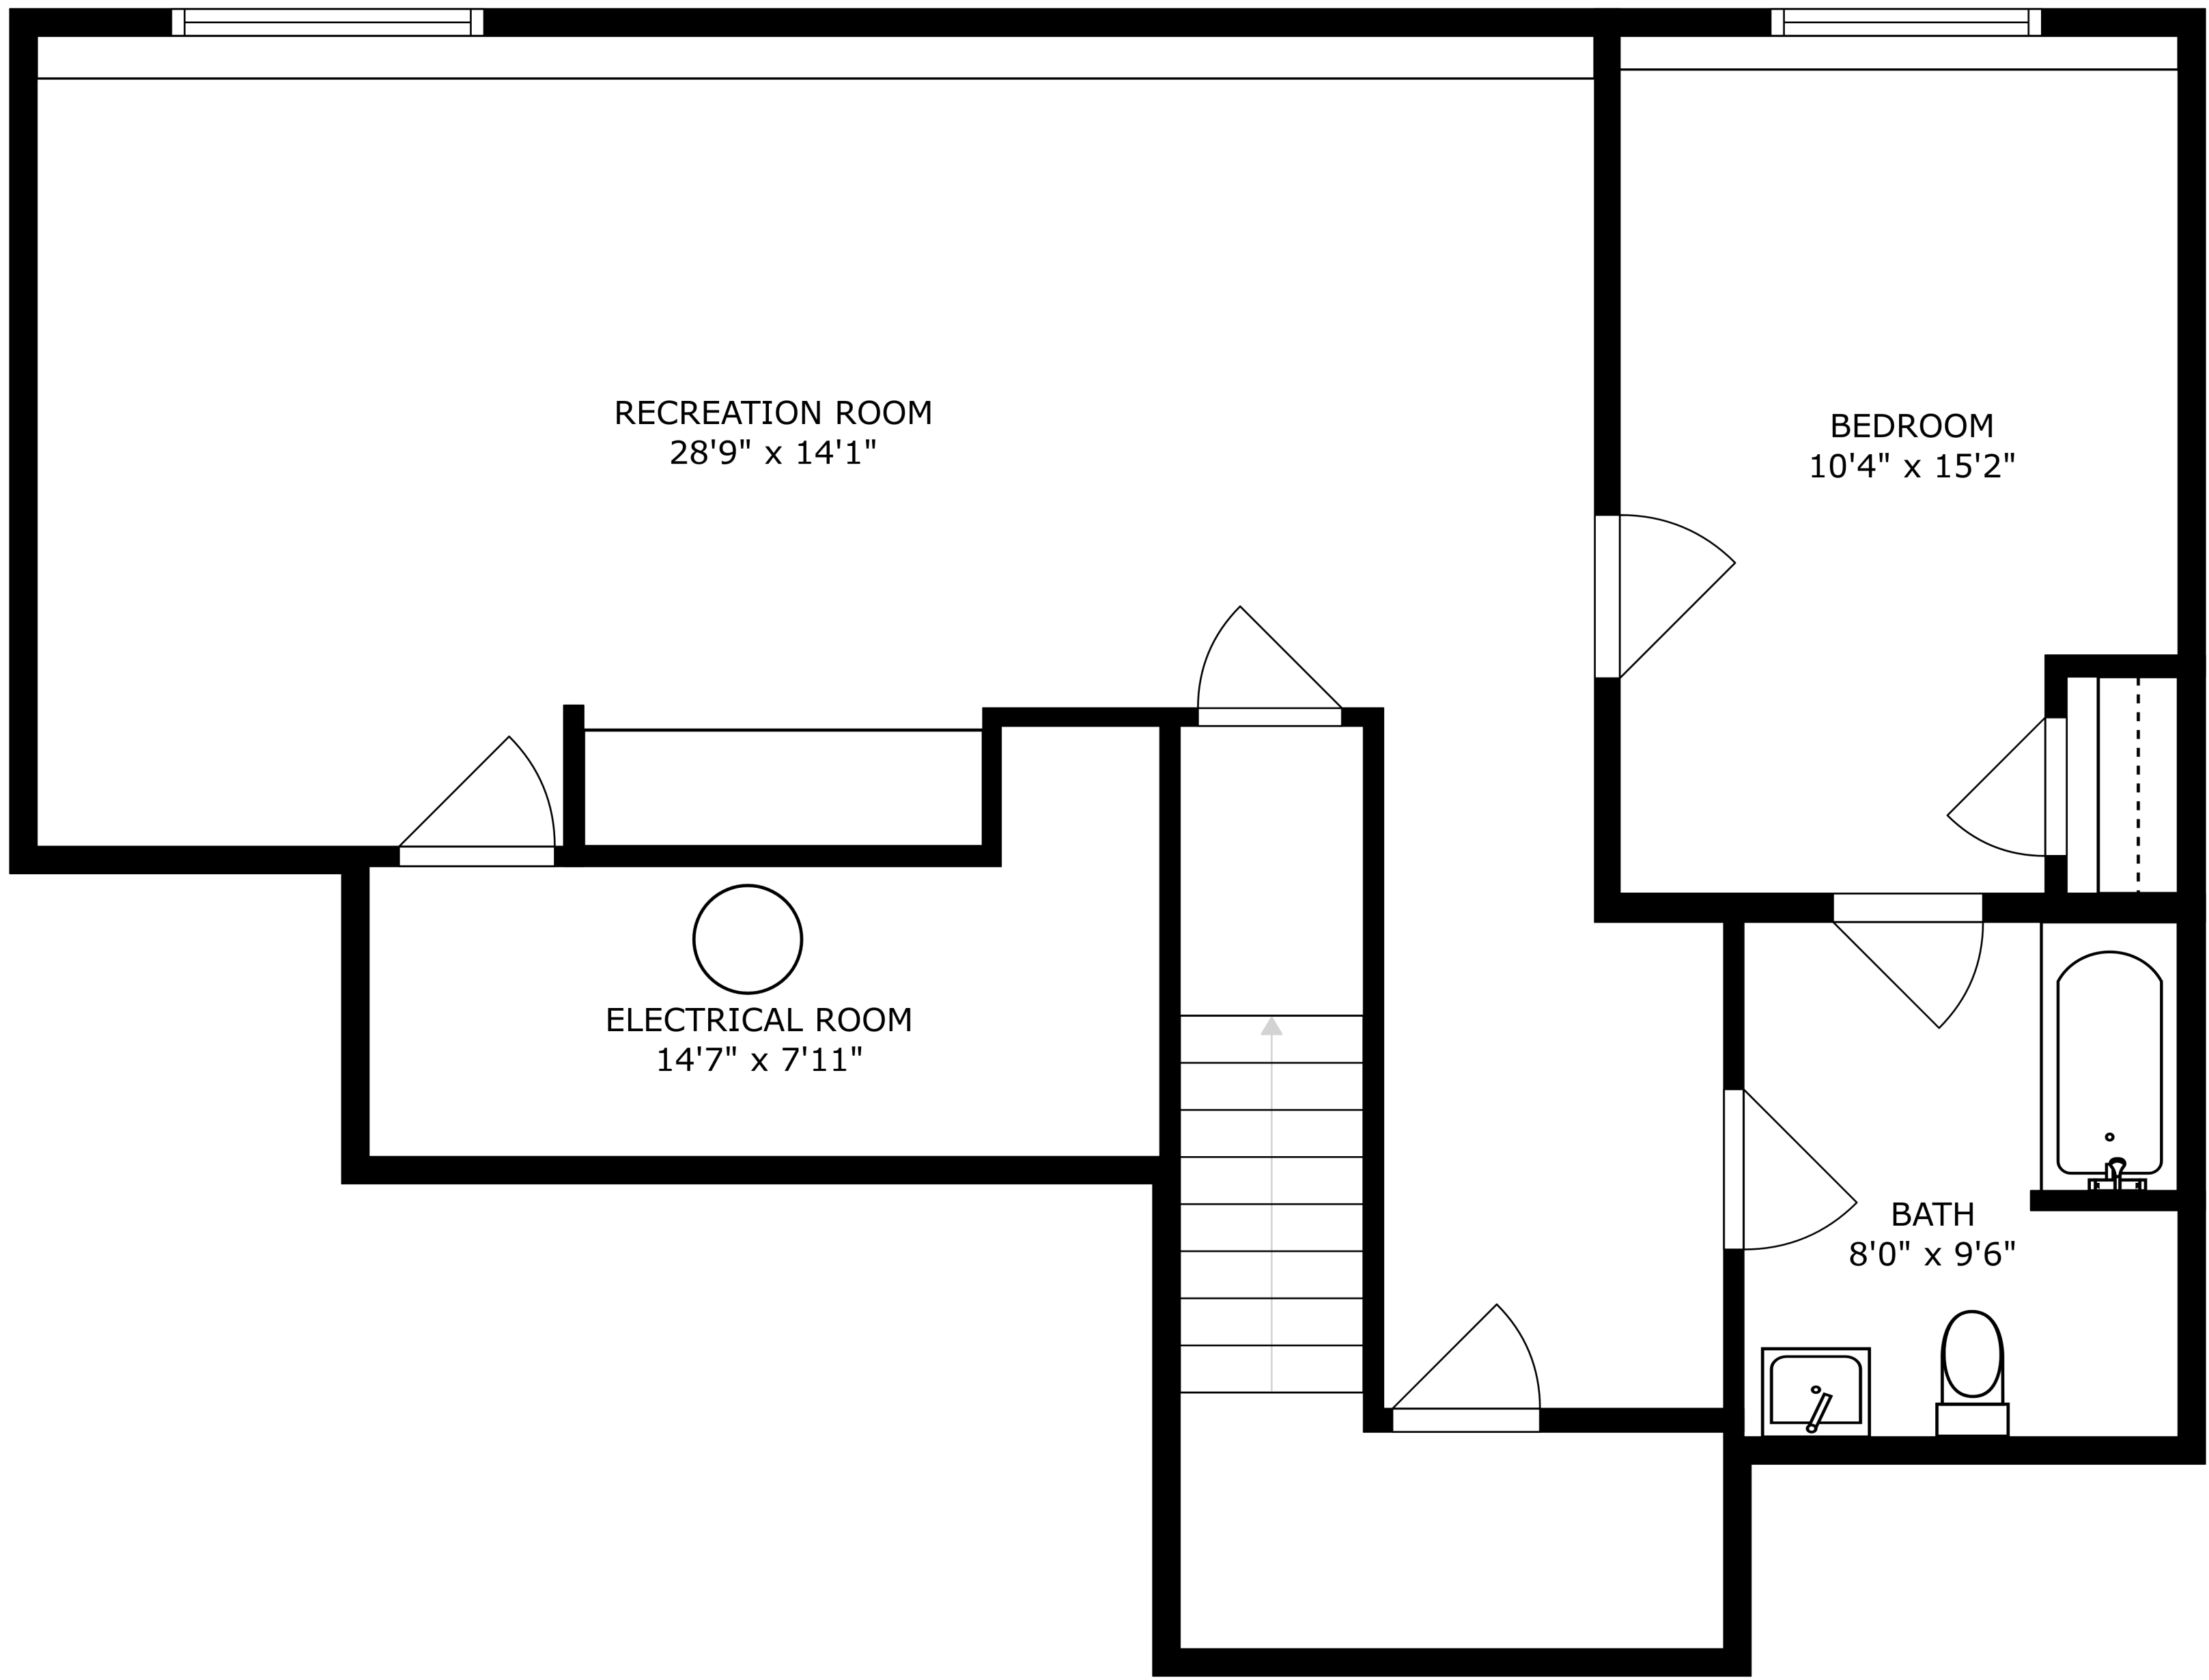 RECREATION ROOM
28'9" x 14'1"
BEDROOM
10'4" x 15'2"
ELECTRICAL ROOM
14'7" x 7'11"
BATH
8'0" x 9'6"